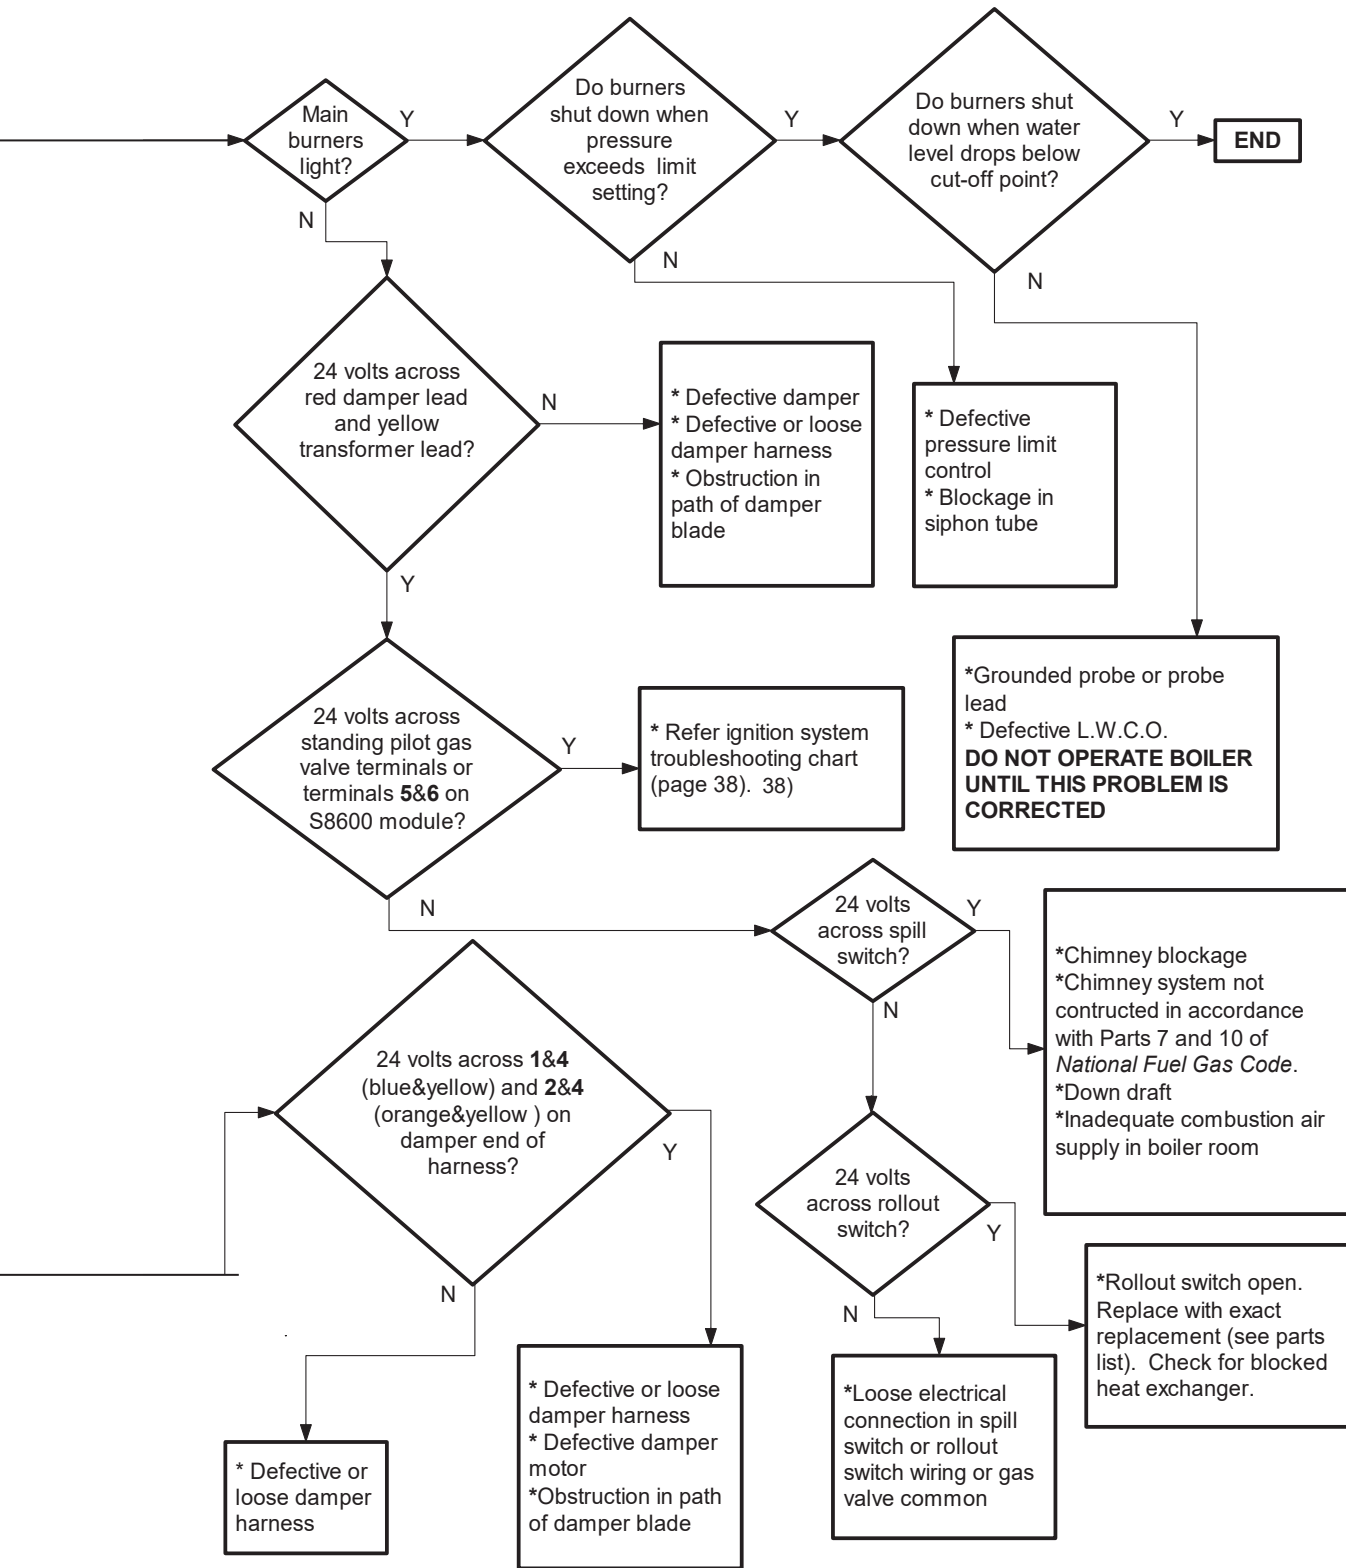 Main
burners
light?
Y
N
Do burners
shut down when
pressure
exceeds limit
setting?
Y
N
Do burners shut
down when water
level drops below
cut-off point?
Y
N
END
24 volts across
red damper lead
and yellow
transformer lead?
N
Y
* Defective damper
* Defective or loose
damper harness
* Obstruction in
path of damper
blade
* Defective
pressure limit
control
* Blockage in
siphon tube
*Grounded probe or probe
lead
* Defective L.W.C.O.
DO NOT OPERATE BOILER
UNTIL THIS PROBLEM IS
CORRECTED
24 volts across
standing pilot gas
valve terminals or
terminals 5&6 on
S8600 module?
Y
N
* Refer ignition system
troubleshooting chart
(page 38). 38)
24 volts
across spill
switch?
Y
N
*Chimney blockage
*Chimney system not
contructed in accordance
with Parts 7 and 10 of
National Fuel Gas Code.
*Down draft
*Inadequate combustion air
supply in boiler room
24 volts across 1&4
(blue&yellow) and 2&4
(orange&yellow ) on
damper end of
harness?
Y
N
24 volts
across rollout
switch?
Y
N
*Rollout switch open.
Replace with exact
replacement (see parts
list). Check for blocked
heat exchanger.
* Defective or
loose damper
harness
* Defective or loose
damper harness
* Defective damper
motor
*Obstruction in path
of damper blade
*Loose electrical
connection in spill
switch or rollout
switch wiring or gas
valve common